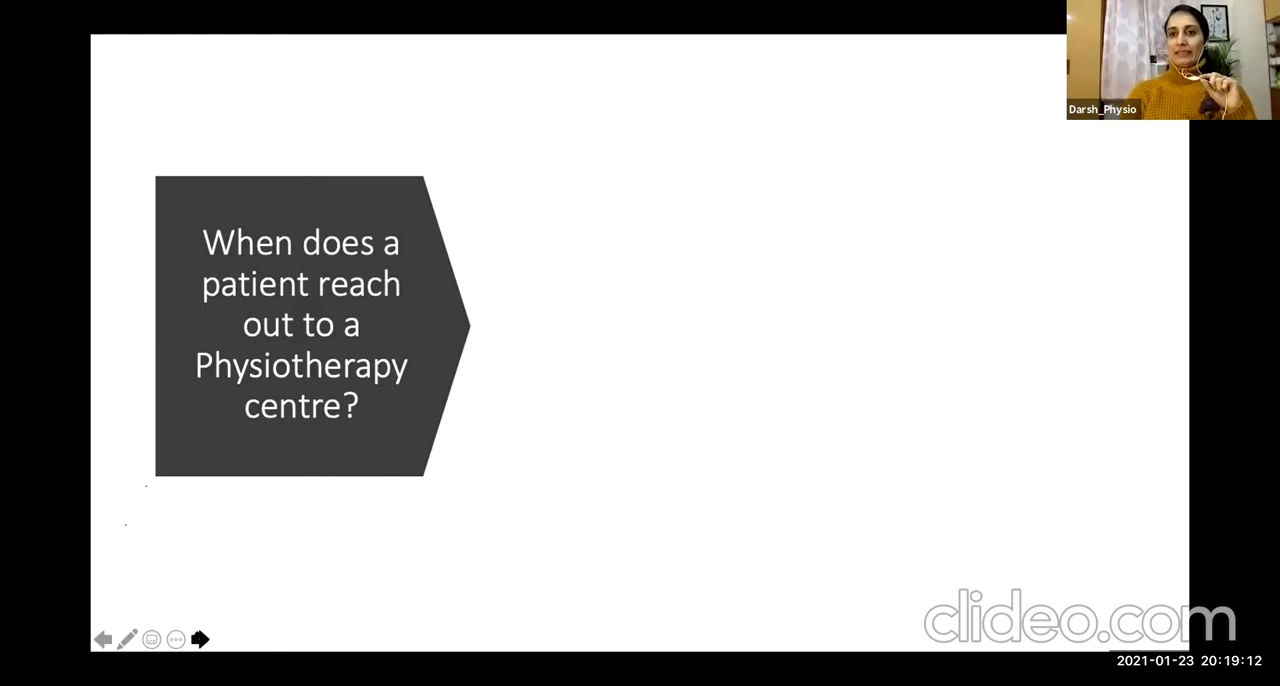 Darsh_Physio
When does a
patient reach
out to a
Physiotherapy
centre?
clideo.com
2021-01-23 20:19:12